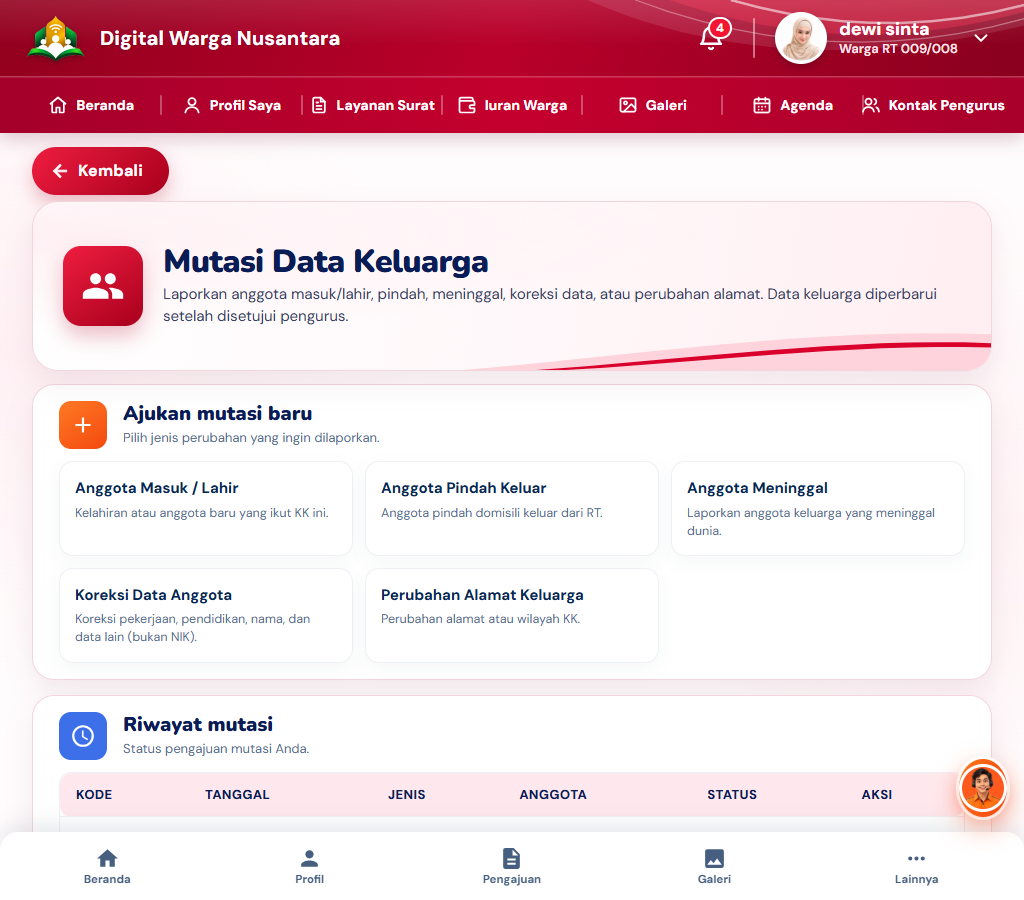 Digital Warga Nusantara
4
dewi sinta
Warga RT 009/008
Beranda
Profil Saya
Layanan Surat
Iuran Warga
Galeri
Agenda
Kontak Pengurus
Kembali
Mutasi Data Keluarga
Laporkan anggota masuk/lahir, pindah, meninggal, koreksi data, atau perubahan alamat. Data keluarga diperbarui
setelah disetujui pengurus.
Ajukan mutasi baru
Pilih jenis perubahan yang ingin dilaporkan.
Anggota Masuk / Lahir
Kelahiran atau anggota baru yang ikut KK ini.
Anggota Pindah Keluar
Anggota pindah domisili keluar dari RT.
Anggota Meninggal
Laporkan anggota keluarga yang meninggal
dunia.
Koreksi Data Anggota
Koreksi pekerjaan, pendidikan, nama, dan
data lain (bukan NIK).
Perubahan Alamat Keluarga
Perubahan alamat atau wilayah KK.
Riwayat mutasi
Status pengajuan mutasi Anda.
KODE TANGGAL JENIS ANGGOTA STATUS AKSI
Beranda
Profil
Pengajuan
Galeri
Lainnya